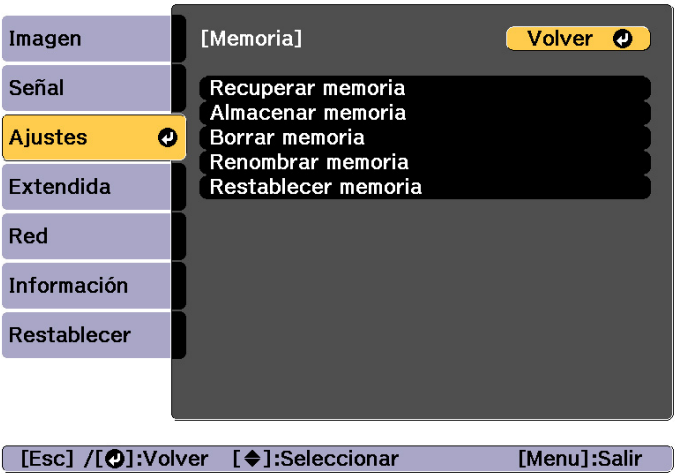 Imagen
Señal
Ajustes
Extendida
Red
Información
Restablecer
[Memoria]
Volver
Recuperar memoria
Almacenar memoria
Borrar memoria
Renombrar memoria
Restablecer memoria
[Esc] /[⏎]:Volver [◆]:Seleccionar [Menu]:Salir